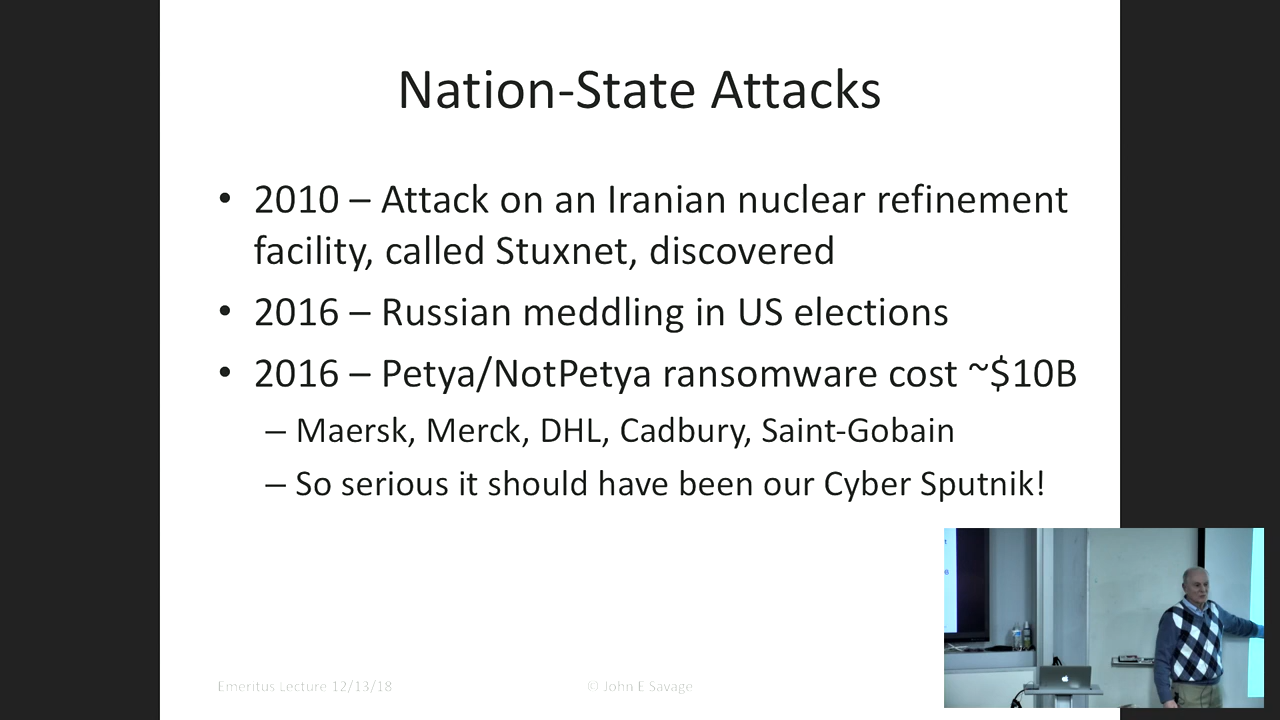 Nation-State Attacks
• 2010 – Attack on an Iranian nuclear refinement
facility, called Stuxnet, discovered
• 2016 – Russian meddling in US elections
• 2016 – Petya/NotPetya ransomware cost ~$10B
– Maersk, Merck, DHL, Cadbury, Saint-Gobain
– So serious it should have been our Cyber Sputnik!
Emeritus Lecture 12/13/18
© John E Savage